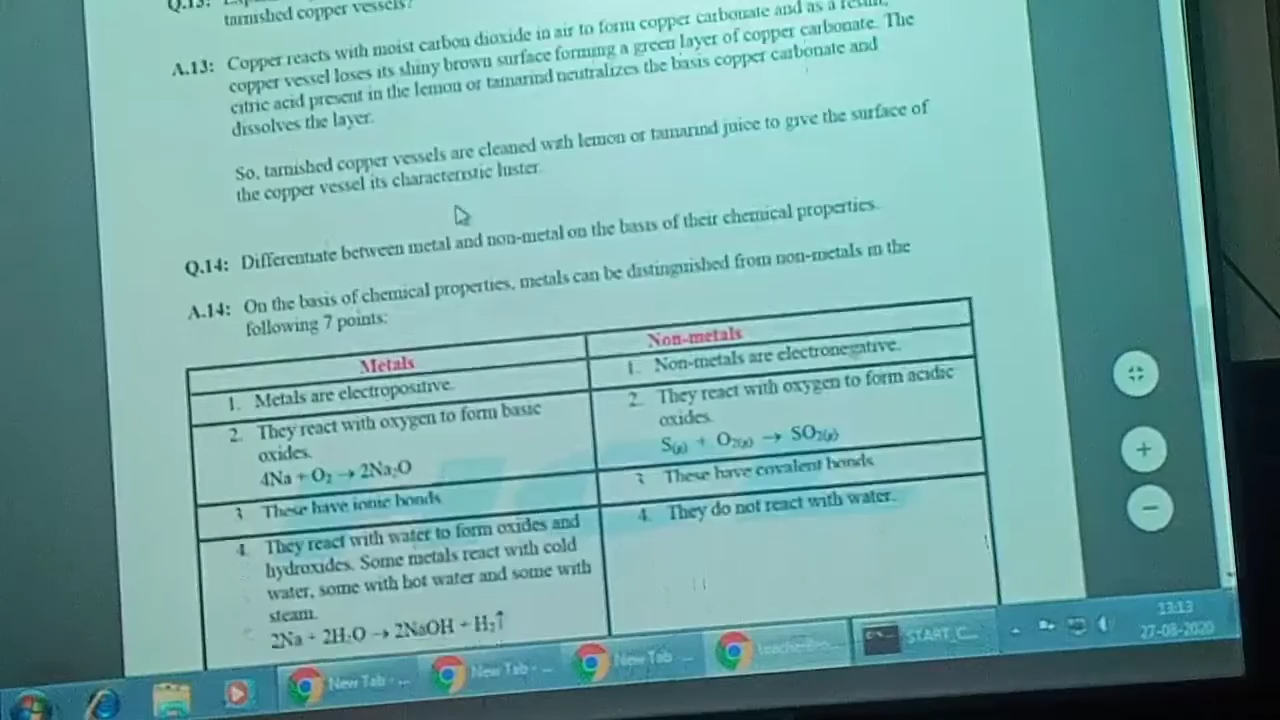 Q.13:
tarnished copper vessels?
A.13: Copper reacts with moist carbon dioxide in air to form copper carbonate and as a result,
copper vessel loses its shiny brown surface forming a green layer of copper carbonate. The
citric acid present in the lemon or tamarind neutralizes the basis copper carbonate and
dissolves the layer.
So, tarnished copper vessels are cleaned with lemon or tamarind juice to give the surface of
the copper vessel its characteristic luster.
Q.14: Differentiate between metal and non-metal on the basis of their chemical properties.
A.14: On the basis of chemical properties, metals can be distinguished from non-metals in the
following 7 points:
Metals
Non-metals
1. Metals are electropositive.
1. Non-metals are electronegative.
2. They react with oxygen to form basic
oxides.
4Na + O₂ → 2Na₂O
2. They react with oxygen to form acidic
oxides.
S(s) + O₂(g) → SO₂(g)
3. These have ionic bonds.
3. These have covalent bonds.
4. They react with water to form oxides and
hydroxides. Some metals react with cold
water, some with hot water and some with
steam.
2Na + 2H₂O → 2NaOH + H₂↑
4. They do not react with water.
New Tab - ...
New Tab - ...
New Tab - ...
START_C...
13:13
27-08-2020